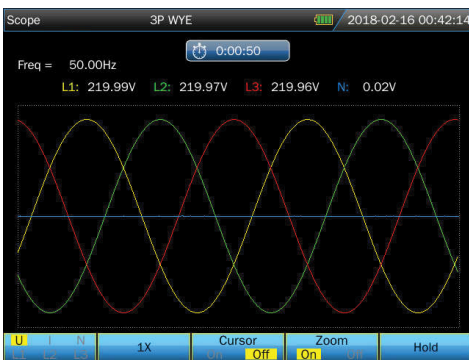 Scope 3P WYE 2018-02-16 00:42:14
0:00:50
Freq = 50.00Hz
L1: 219.99V L2: 219.97V L3: 219.96V N: 0.02V
U I N Cursor Zoom
L1 L2 L3 1X On Off On Off Hold